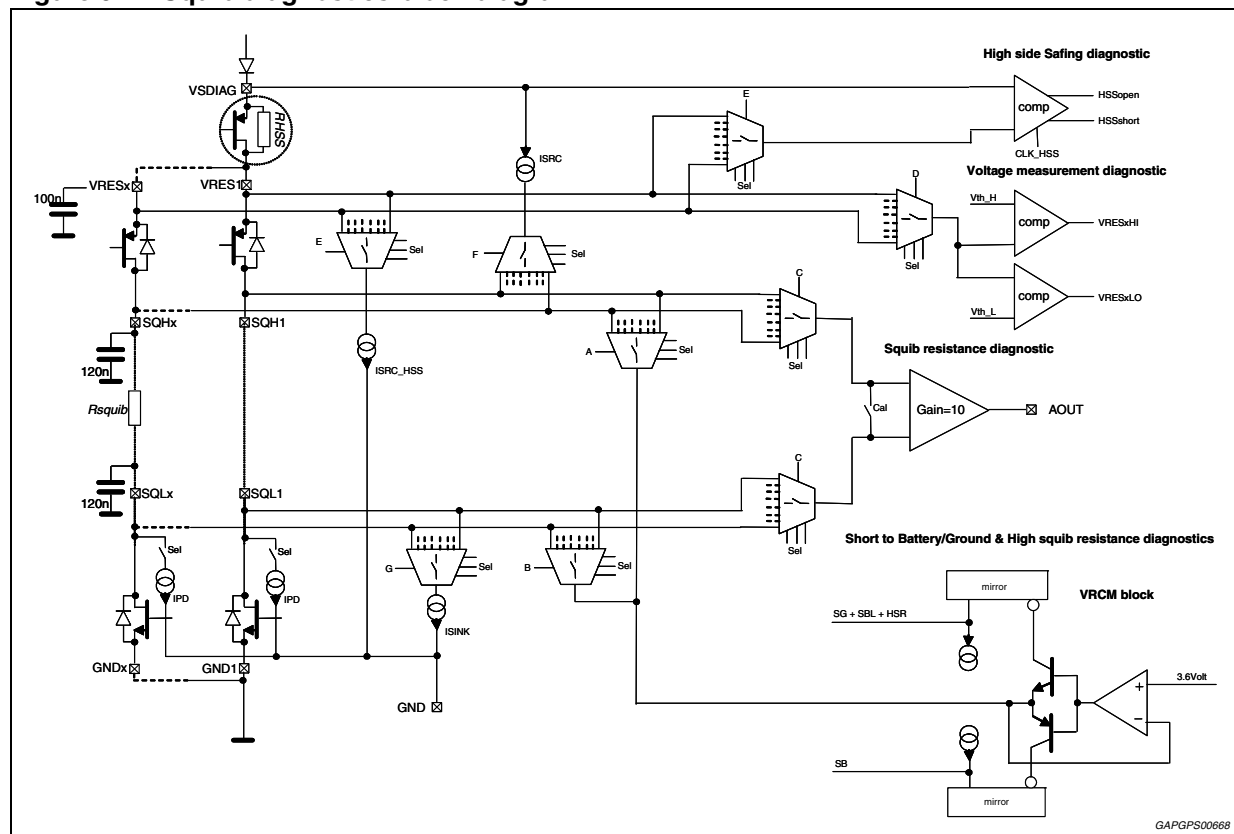 High side Safing diagnostic
VSDIAG
RHSS
E
comp
HSSopen
HSSshort
CLK_HSS
Sel
ISRC
VRESx
VRES1
100n
Voltage measurement diagnostic
D
Vth_H
comp
VRESxHI
Sel
comp
VRESxLO
Vth_L
E
Sel
F
Sel
C
Sel
SQHx
SQH1
ISRC_HSS
A
Sel
Squib resistance diagnostic
120n
Rsquib
Cal
Gain=10
AOUT
C
Sel
120n
SQLx
SQL1
Sel
Sel
IPD
IPD
G
Sel
B
Sel
ISINK
GNDx
GND1
GND
Short to Battery/Ground & High squib resistance diagnostics
mirror
VRCM block
SG + SBL + HSR
3.6Volt
+
-
SB
mirror
GAPGPS00668